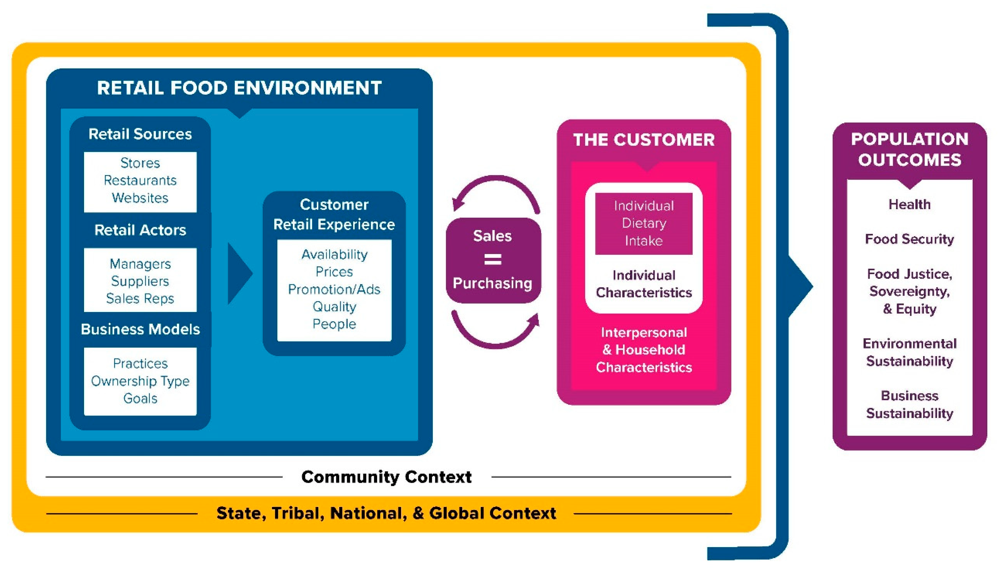 RETAIL FOOD ENVIRONMENT
Retail Sources
Stores
Restaurants
Websites
Retail Actors
Managers
Suppliers
Sales Reps
Business Models
Practices
Ownership Type
Goals
Customer
Retail Experience
Availability
Prices
Promotion/Ads
Quality
People
Sales
=
Purchasing
THE CUSTOMER
Individual
Dietary
Intake
Individual
Characteristics
Interpersonal
& Household
Characteristics
Community Context
State, Tribal, National, & Global Context
POPULATION
OUTCOMES
Health
Food Security
Food Justice,
Sovereignty,
& Equity
Environmental
Sustainability
Business
Sustainability